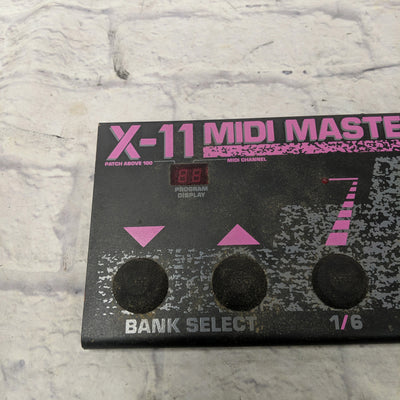 X-11 MIDI MASTE
PATCH ABOVE 100 MIDI CHANNEL
PROGRAM
DISPLAY
BANK SELECT 1/6